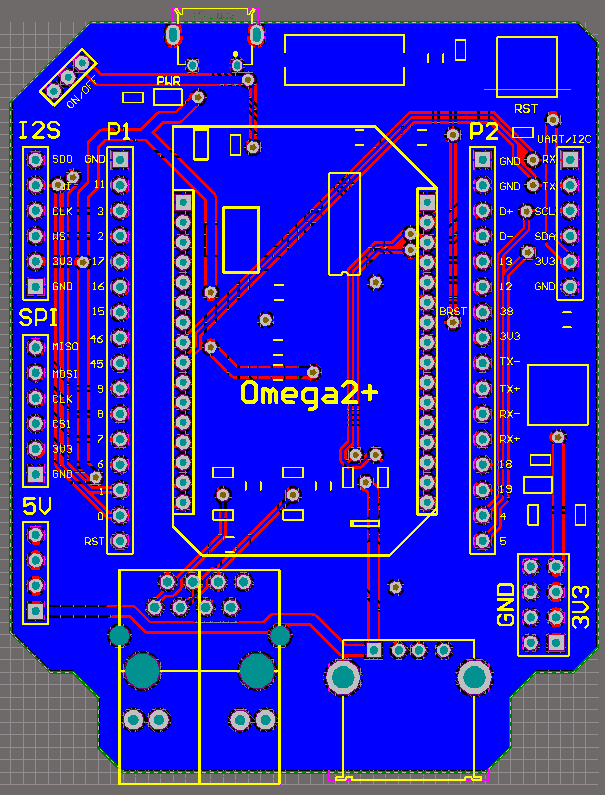 ON/OFF
PWR
RST
I2S
P1
P2
UART/I2C
SDO
CLK
WS
3V3
GND
GND
11
3
2
17
16
15
46
45
9
8
7
6
1
0
RST
GND
GND
D+
D-
13
12
38
3V3
TX-
TX+
RX-
RX+
18
19
4
5
RX
TX
SCL
SDA
3V3
GND
BRST
SPI
MISO
MOSI
CLK
CS1
3V3
GND
Omega2+
5V
GND
3V3